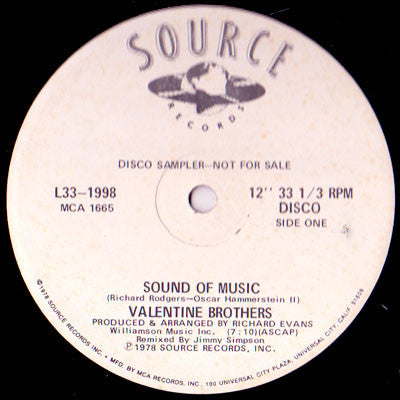 SOURCE
RECORDS
DISCO SAMPLER—NOT FOR SALE
L33-1998
MCA 1665
12" 33 1/3 RPM
DISCO
SIDE ONE
SOUND OF MUSIC
(Richard Rodgers—Oscar Hammerstein II)
VALENTINE BROTHERS
PRODUCED & ARRANGED BY RICHARD EVANS
Williamson Music Inc. (7:10)(ASCAP)
Remixed By Jimmy Simpson
Ⓟ1978 SOURCE RECORDS, INC.
©1978 SOURCE RECORDS INC. • MFG. BY MCA RECORDS, INC., 100 UNIVERSAL CITY PLAZA, UNIVERSAL CITY, CALIF. 91608